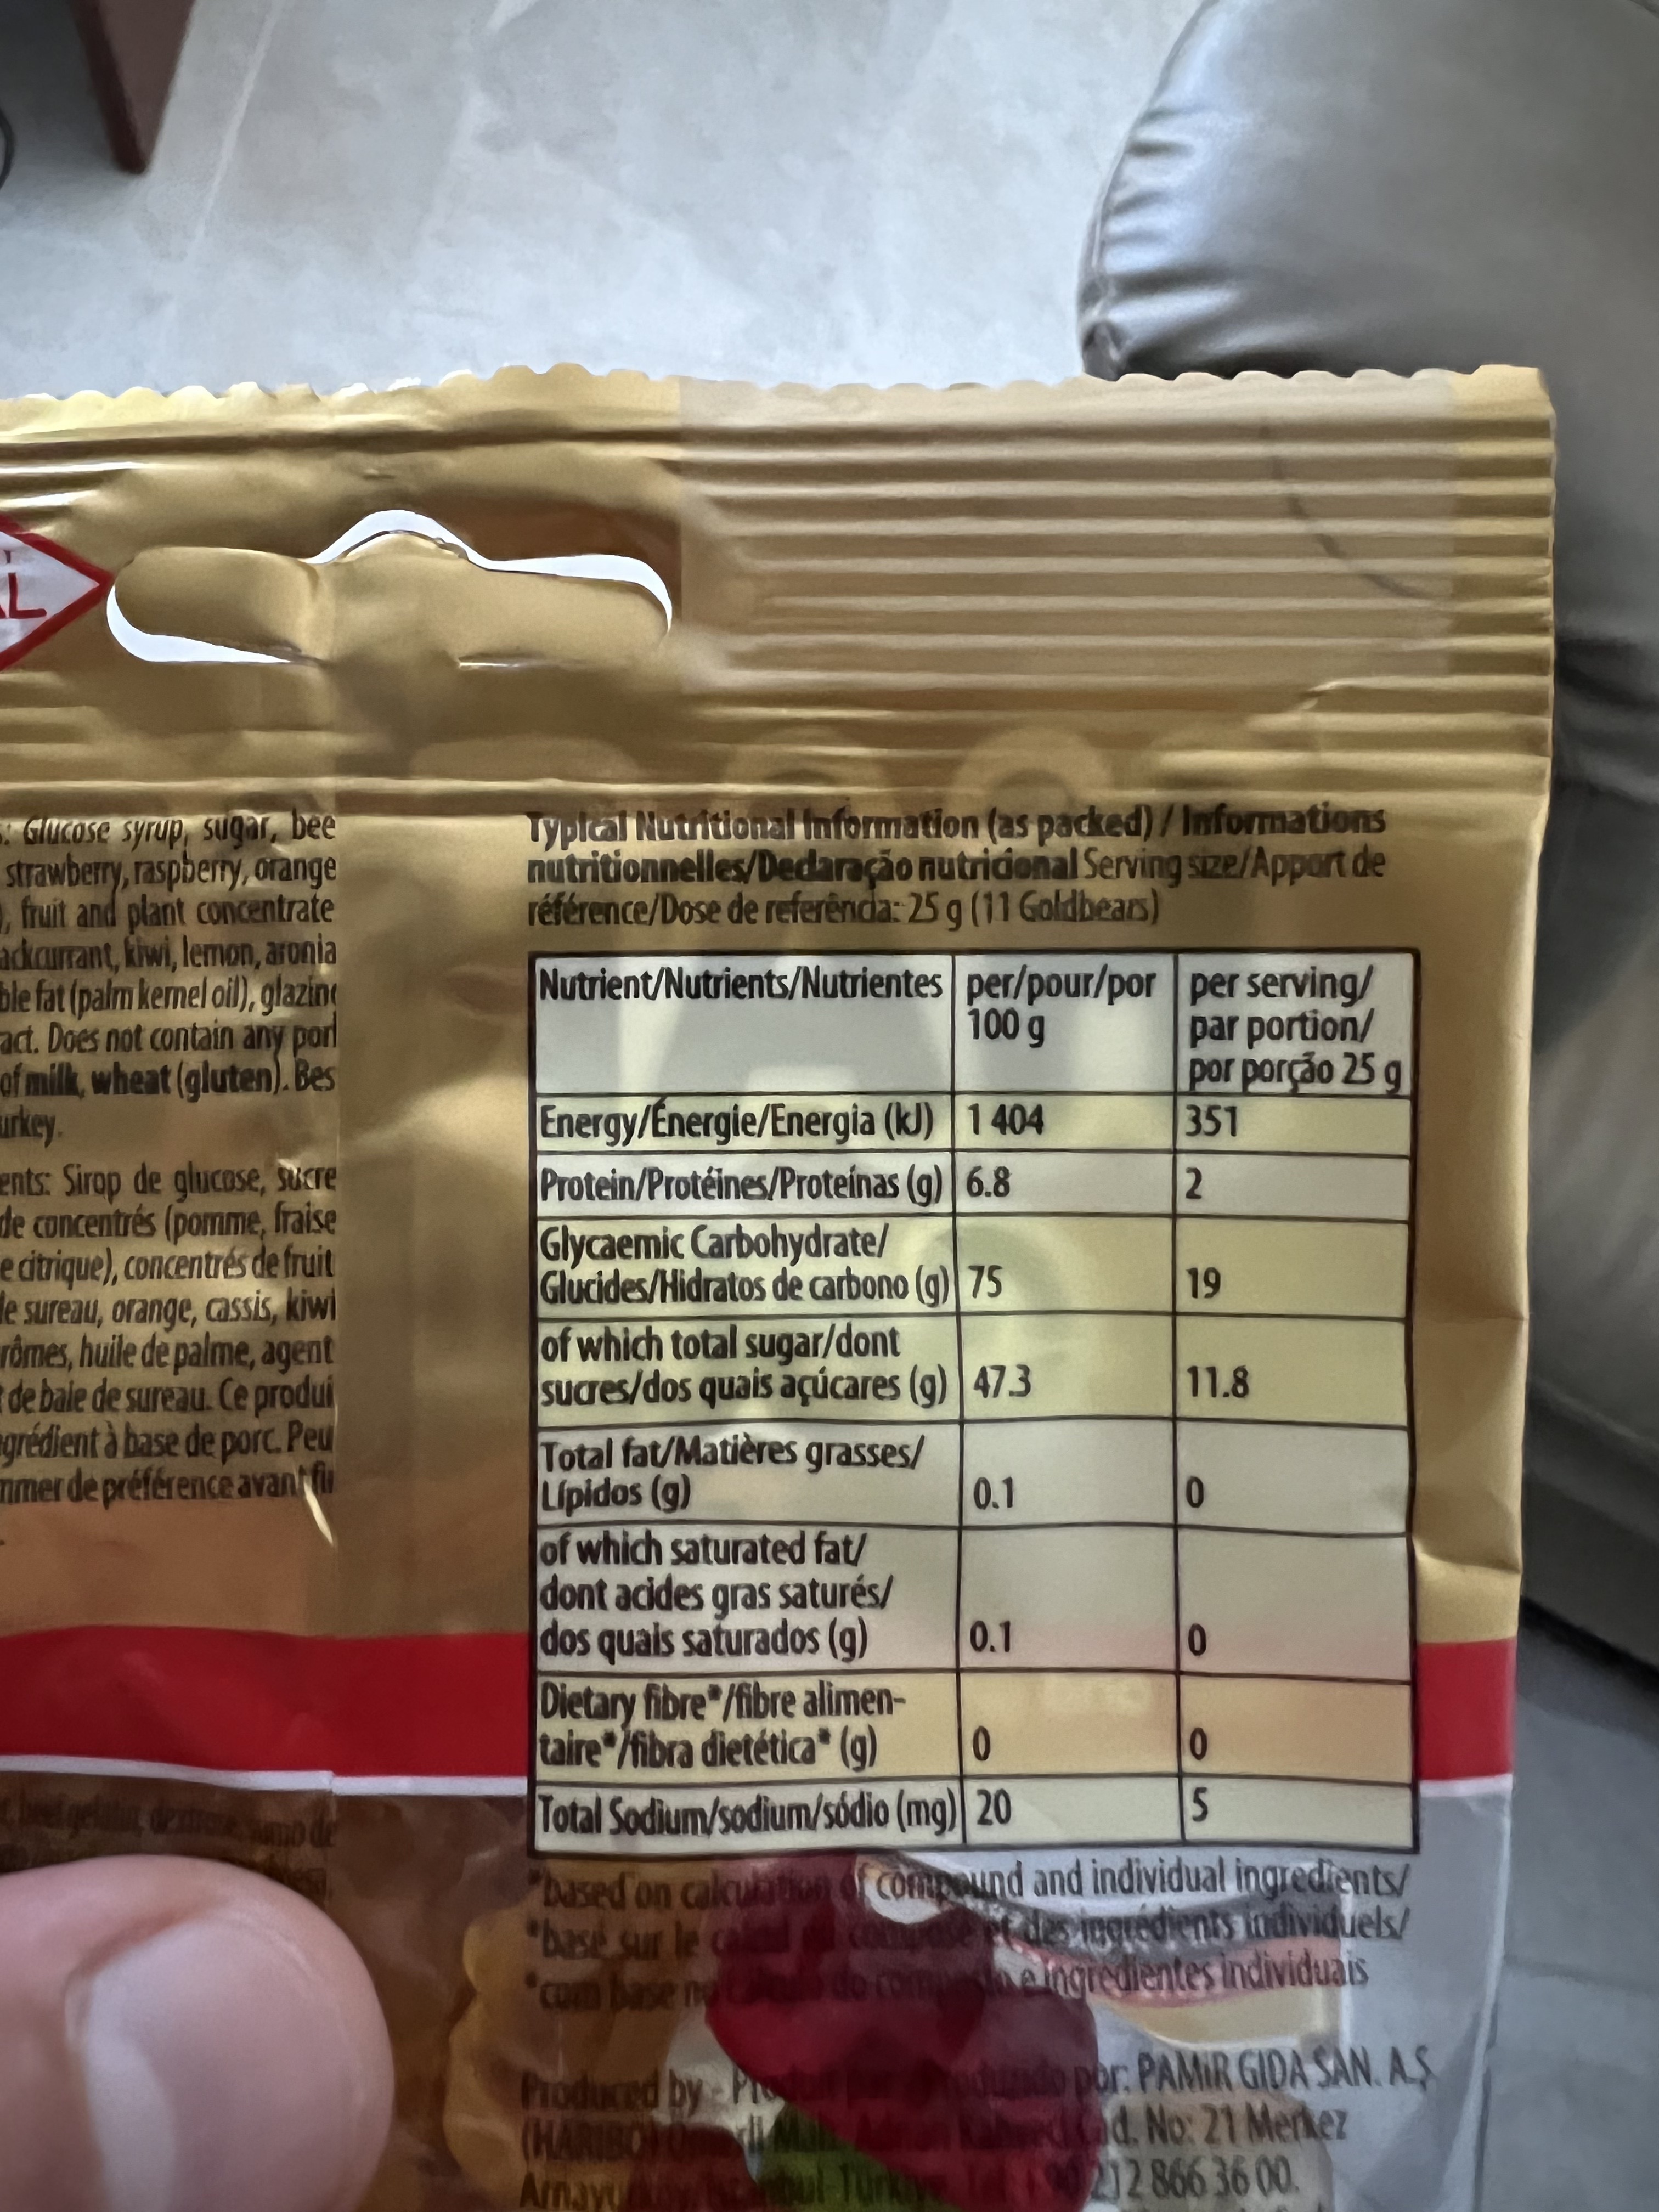 AL
: Glucose syrup, sugar, bee
strawberry, raspberry, orange
), fruit and plant concentrate
ackcurrant, kiwi, lemon, aronia
ble fat (palm kernel oil), glazing
act. Does not contain any por
of milk, wheat (gluten). Bes
urkey.
ents: Sirop de glucose, sucre
de concentrés (pomme, fraise
e citrique), concentrés de fruit
le sureau, orange, cassis, kiwi
rômes, huile de palme, agent
de baie de sureau. Ce produi
grédient à base de porc. Peu
mmer de préférence avant fi
beef gelatin,
Typical Nutritional Information (as packed) / Informations
nutritionnelles/Declaração nutricional Serving size/Apport de
référence/Dose de referência: 25 g (11 Goldbears)
Nutrient/Nutrients/Nutrientes per/pour/por per serving/
100 g par portion/
por porção 25 g
Energy/Énergie/Energia (kJ) 1 404 351
Protein/Protéines/Proteínas (g) 6.8 2
Glycaemic Carbohydrate/
Glucides/Hidratos de carbono (g) 75 19
of which total sugar/dont
sucres/dos quais açúcares (g) 47.3 11.8
Total fat/Matières grasses/
Lípidos (g) 0.1 0
of which saturated fat/
dont acides gras saturés/
dos quais saturados (g) 0.1 0
Dietary fibre*/fibre alimen-
taire*/fibra dietética* (g) 0 0
Total Sodium/sodium/sódio (mg) 20 5
*based on calculation of compound and individual ingredients/
*basé sur le et des ingrédients individuels/
*com base e ingredientes individuais
Produced by - por: PAMİR GIDA SAN. A.Ş
(HARIBO) No: 21 Merkez
212 866 36 00.